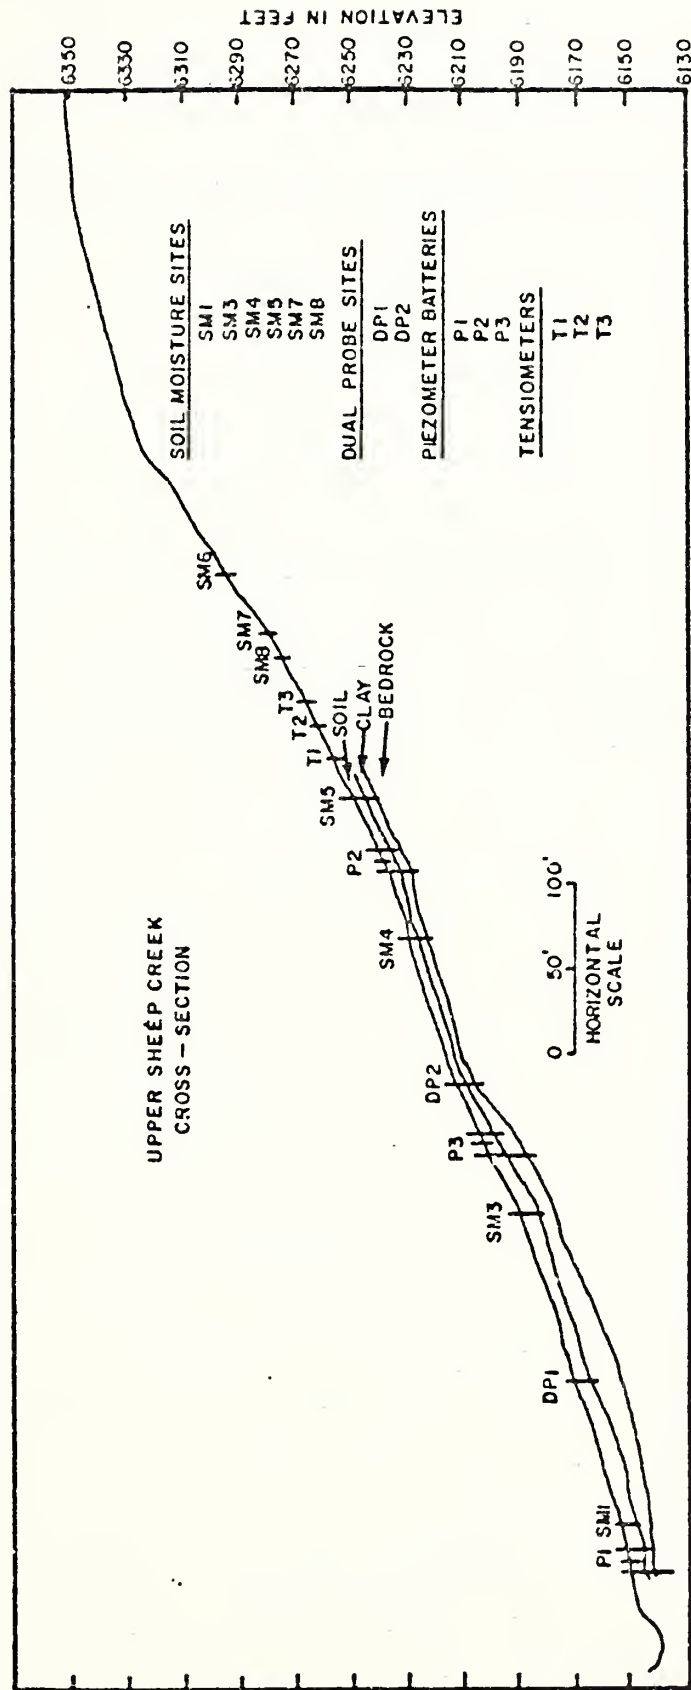 UPPER SHEEP CREEK
CROSS - SECTION
ELEVATION IN FEET
6350
6330
6310
6290
6270
6250
6230
6210
6190
6170
6150
6130
P1 SM1
DP1
SM3
P3
DP2
SM4
P2
SM5
T1
T2
T3
SM8
SM7
SM6
SOIL
CLAY
BEDROCK
0 50' 100'
HORIZONTAL
SCALE
SOIL MOISTURE SITES
SM1
SM3
SM4
SM5
SM7
SM8
DUAL PROBE SITES
DP1
DP2
PIEZOMETER BATTERIES
P1
P2
P3
TENSIOMETERS
T1
T2
T3